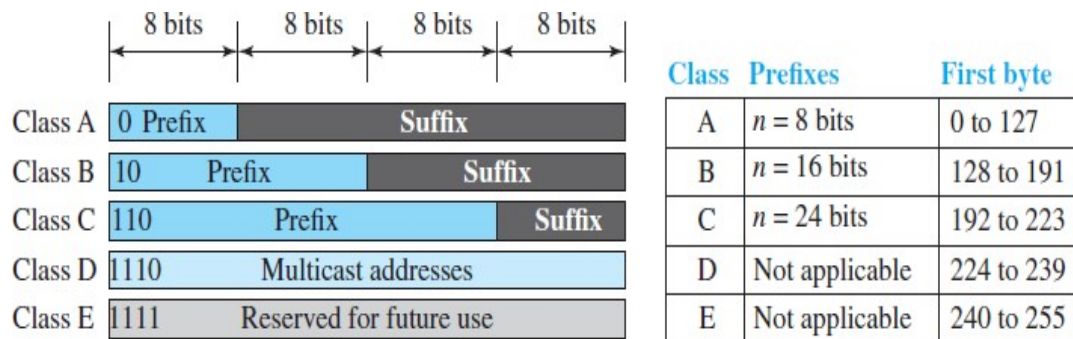 8 bits 8 bits 8 bits 8 bits
Class A 0 Prefix Suffix
Class B 10 Prefix Suffix
Class C 110 Prefix Suffix
Class D 1110 Multicast addresses
Class E 1111 Reserved for future use
Class Prefixes First byte
A n = 8 bits 0 to 127
B n = 16 bits 128 to 191
C n = 24 bits 192 to 223
D Not applicable 224 to 239
E Not applicable 240 to 255